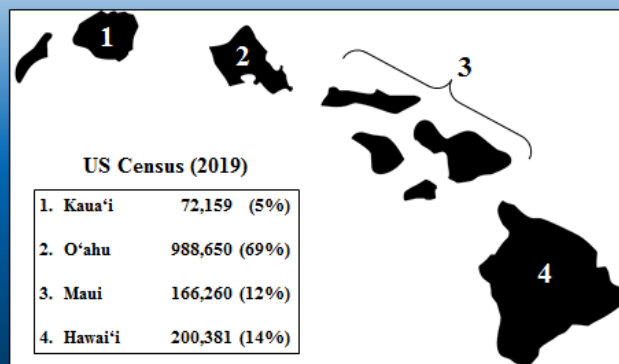 1
2
3
4
US Census (2019)
1. Kaua‘i 72,159 (5%)
2. O‘ahu 988,650 (69%)
3. Maui 166,260 (12%)
4. Hawai‘i 200,381 (14%)